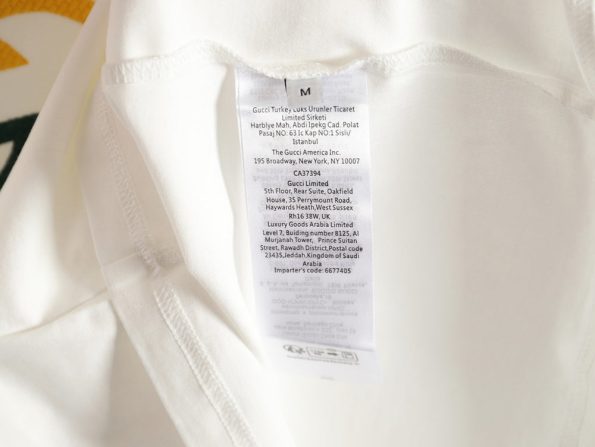 M
Gucci Turkey Luks Urunler Ticaret
Limited Sirketi
Harbiye Mah, Abdi Ipekg Cad. Polat
Pasaj NO: 63 Ic Kap NO:1 Sisli/
Istanbul
The Gucci America Inc.
195 Broadway, New York, NY 10007
CA37394
Gucci Limited
5th Floor, Rear Suite, Oakfield
House, 35 Perrymount Road,
Haywards Heath,West Sussex
Rh16 38W, UK
Luxury Goods Arabia Limited
Level 7, Buiding number 8125, Al
Murjanah Tower, Prince Suitan
Street, Rawadh District,Postal code
23435,Jeddah,Kingdom of Saudi
Arabia
Imparter's code: 6677405